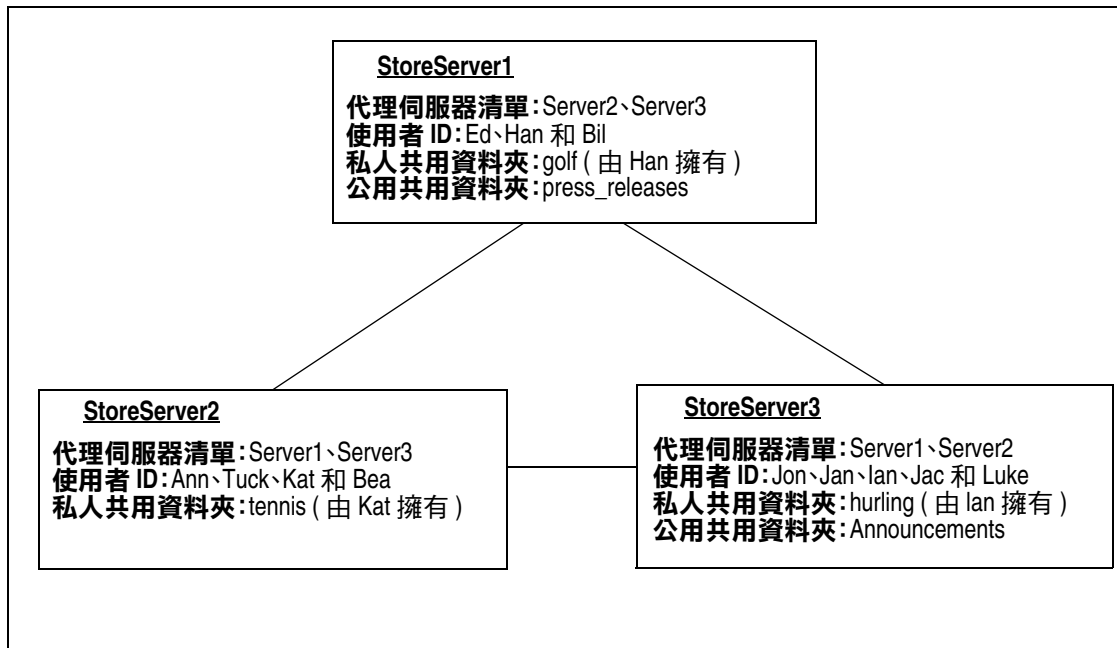 StoreServer1
代理伺服器清單:Server2、Server3
使用者 ID:Ed、Han 和 Bil
私人共用資料夾:golf ( 由 Han 擁有 )
公用共用資料夾:press_releases
StoreServer2
代理伺服器清單:Server1、Server3
使用者 ID:Ann、Tuck、Kat 和 Bea
私人共用資料夾:tennis ( 由 Kat 擁有 )
StoreServer3
代理伺服器清單:Server1、Server2
使用者 ID:Jon、Jan、Ian、Jac 和 Luke
私人共用資料夾:hurling ( 由 Ian 擁有 )
公用共用資料夾:Announcements